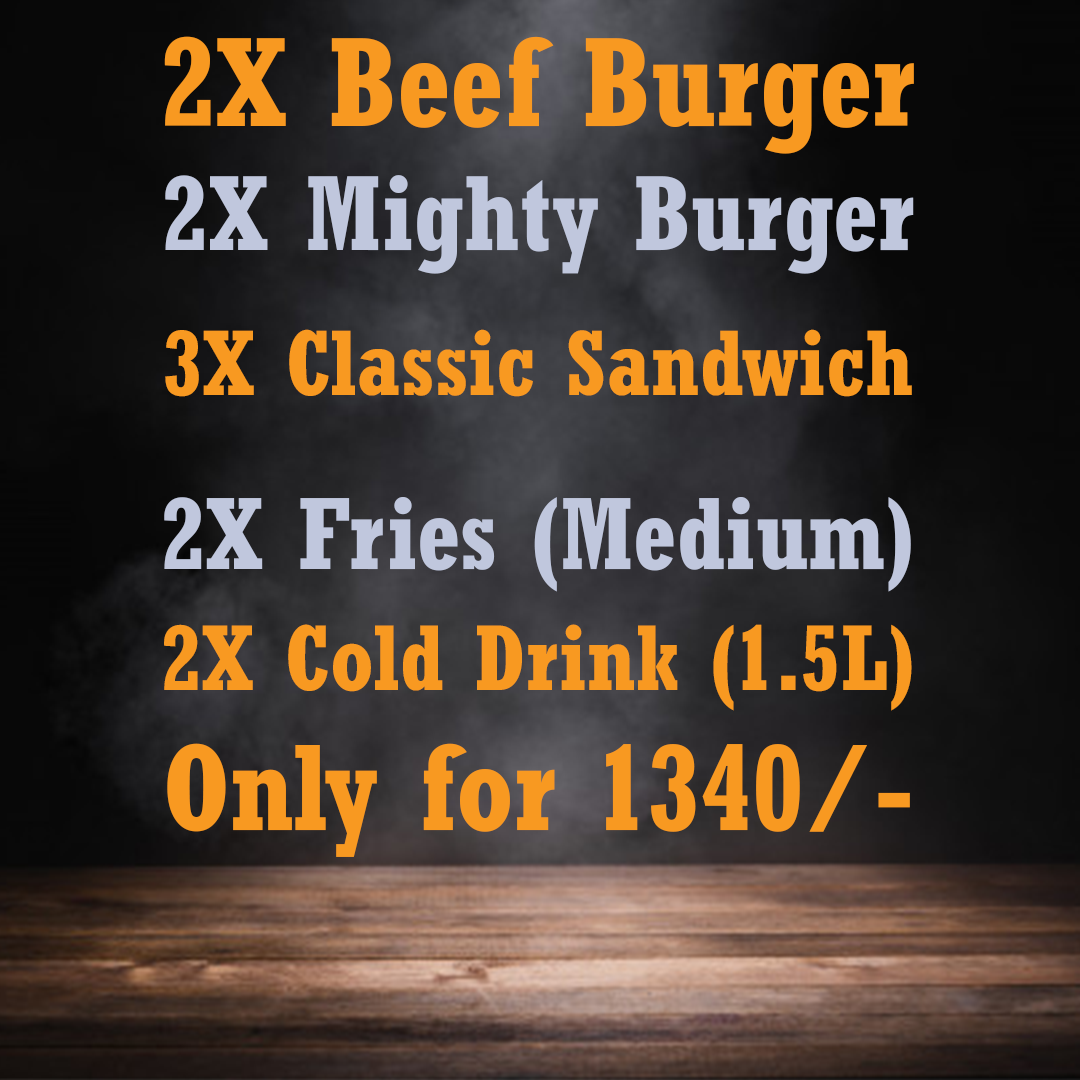 2X Beef Burger
2X Mighty Burger
3X Classic Sandwich
2X Fries (Medium)
2X Cold Drink (1.5L)
Only for 1340/-